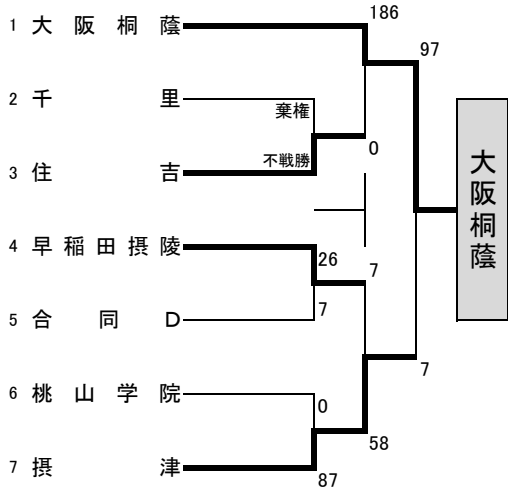 186
1 大阪桐蔭
97
2 千里
棄権
0
不戦勝
3 住吉
大阪桐蔭
4 早稲田摂陵
26
7
7
5 合同D
7
6 桃山学院
0
58
7 摂津
87